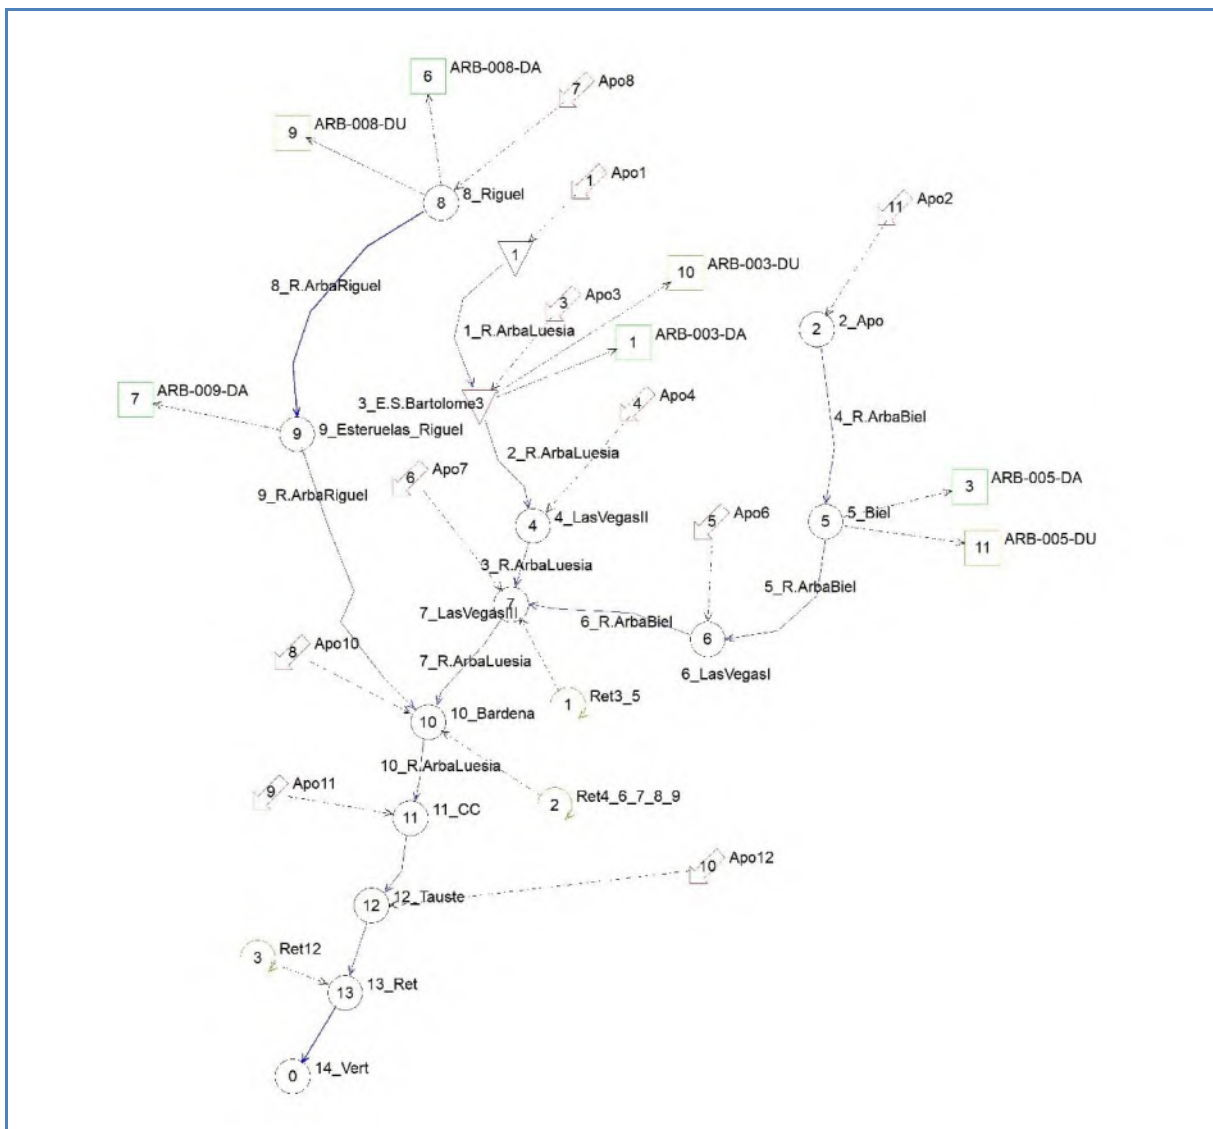 6 ARB-008-DA
7 Apo8
9 ARB-008-DU
8 8_Riguel
1 Apo1
11 Apo2
1
10 ARB-003-DU
8_R.ArbaRiguel
3 Apo3
1_R.ArbaLuesia
2 2_Apo
1 ARB-003-DA
7 ARB-009-DA
3_E.S.Bartolome3
4 Apo4
4_R.ArbaBiel
9 9_Esteruelas_Riguel
2_R.ArbaLuesia
6 Apo7
9_R.ArbaRiguel
3 ARB-005-DA
4 4_LasVegasII
5 Apo6
5 5_Biel
11 ARB-005-DU
3_R.ArbaLuesia
5_R.ArbaBiel
7
7_LasVegasIII
6_R.ArbaBiel
6
6_LasVegasI
8 Apo10
7_R.ArbaLuesia
1 Ret3_5
10 10_Bardena
10_R.ArbaLuesia
9 Apo11
2 Ret4_6_7_8_9
11 11_CC
10 Apo12
12 12_Tauste
3 Ret12
13 13_Ret
0 14_Vert